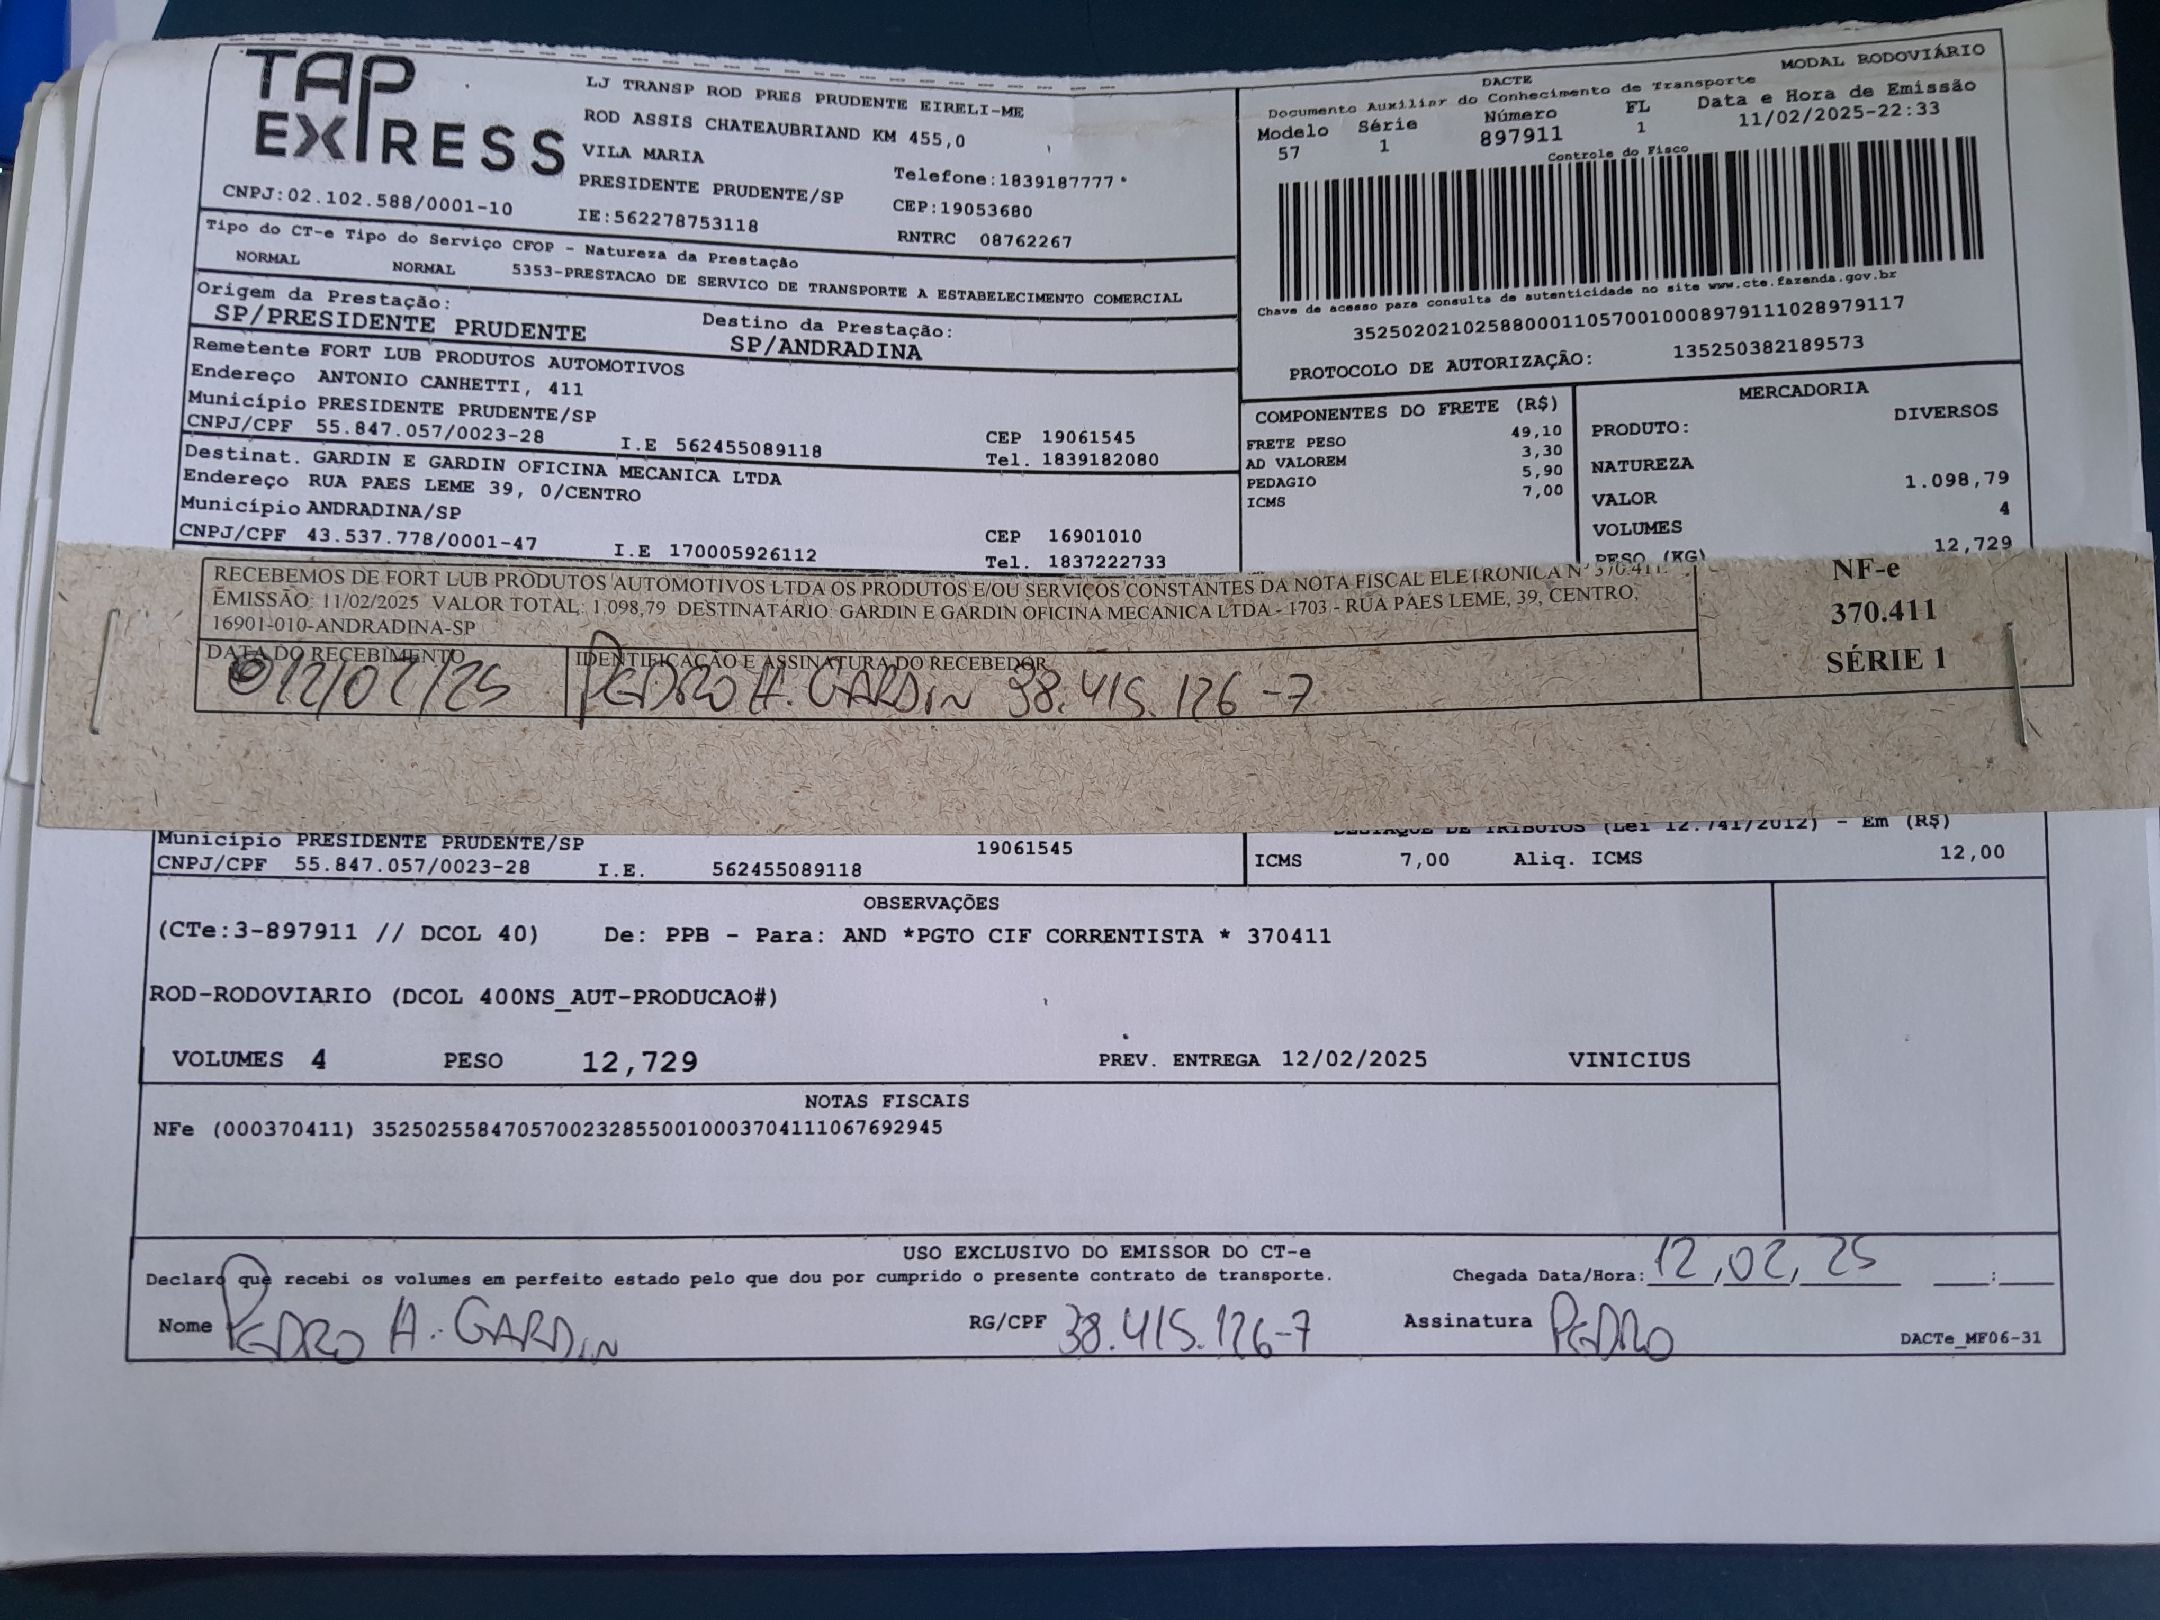 TAP
EXPRESS
LJ TRANSP ROD PRES PRUDENTE EIRELI-ME
ROD ASSIS CHATEAUBRIAND KM 455,0
VILA MARIA
Telefone:1839187777
PRESIDENTE PRUDENTE/SP
CEP:19053680
CNPJ:02.102.588/0001-10
IE:562278753118
RNTRC 08762267
Tipo do CT-e Tipo do Serviço CFOP - Natureza da Prestação
NORMAL NORMAL 5353-PRESTACAO DE SERVICO DE TRANSPORTE A ESTABELECIMENTO COMERCIAL
Origem da Prestação:
SP/PRESIDENTE PRUDENTE
Destino da Prestação:
SP/ANDRADINA
Remetente FORT LUB PRODUTOS AUTOMOTIVOS
Endereço ANTONIO CANHETTI, 411
Município PRESIDENTE PRUDENTE/SP
CEP 19061545
CNPJ/CPF 55.847.057/0023-28 I.E 562455089118
Tel. 1839182080
Destinat. GARDIN E GARDIN OFICINA MECANICA LTDA
Endereço RUA PAES LEME 39, 0/CENTRO
Município ANDRADINA/SP
CEP 16901010
CNPJ/CPF 43.537.778/0001-47 I.E 170005926112
Tel. 1837222733
MODAL RODOVIÁRIO
DACTE
Documento Auxiliar do Conhecimento de Transporte
Modelo Série Número FL Data e Hora de Emissão
57 1 897911 1 11/02/2025-22:33
Controle do Fisco
Chave de acesso para consulta de autenticidade no site www.cte.fazenda.gov.br
35250202102588000110570010008979111028979117
PROTOCOLO DE AUTORIZAÇÃO: 135250382189573
COMPONENTES DO FRETE (R$)
FRETE PESO 49,10
AD VALOREM 3,30
PEDAGIO 5,90
ICMS 7,00
MERCADORIA
PRODUTO: DIVERSOS
NATUREZA
VALOR 1.098,79
VOLUMES 4
PESO (KG) 12,729
RECEBEMOS DE FORT LUB PRODUTOS AUTOMOTIVOS LTDA OS PRODUTOS E/OU SERVIÇOS CONSTANTES DA NOTA FISCAL ELETRONICA Nº 370.411.
EMISSÃO: 11/02/2025 VALOR TOTAL: 1,098,79 DESTINATÁRIO: GARDIN E GARDIN OFICINA MECANICA LTDA - 1703 - RUA PAES LEME, 39, CENTRO,
16901-010-ANDRADINA-SP
DATA DO RECEBIMENTO
12/02/25
IDENTIFICAÇÃO E ASSINATURA DO RECEBEDOR
PEDRO A. GARDIN 38.415.126-7
NF-e
370.411
SÉRIE 1
Município PRESIDENTE PRUDENTE/SP 19061545
CNPJ/CPF 55.847.057/0023-28 I.E. 562455089118
DESTAQUE DE TRIBUTOS (Lei 12.741/2012) - Em (R$)
ICMS 7,00 Aliq. ICMS 12,00
OBSERVAÇÕES
(CTe:3-897911 // DCOL 40) De: PPB - Para: AND *PGTO CIF CORRENTISTA * 370411
ROD-RODOVIARIO (DCOL 400NS_AUT-PRODUCAO#)
VOLUMES 4 PESO 12,729 PREV. ENTREGA 12/02/2025 VINICIUS
NOTAS FISCAIS
NFe (000370411) 35250255847057002328550010003704111067692945
USO EXCLUSIVO DO EMISSOR DO CT-e
Declaro que recebi os volumes em perfeito estado pelo que dou por cumprido o presente contrato de transporte. Chegada Data/Hora: 12,02,25 :
Nome PEDRO A. GARDIN RG/CPF 38.415.126-7 Assinatura PEDRO
DACTe_MF06-31